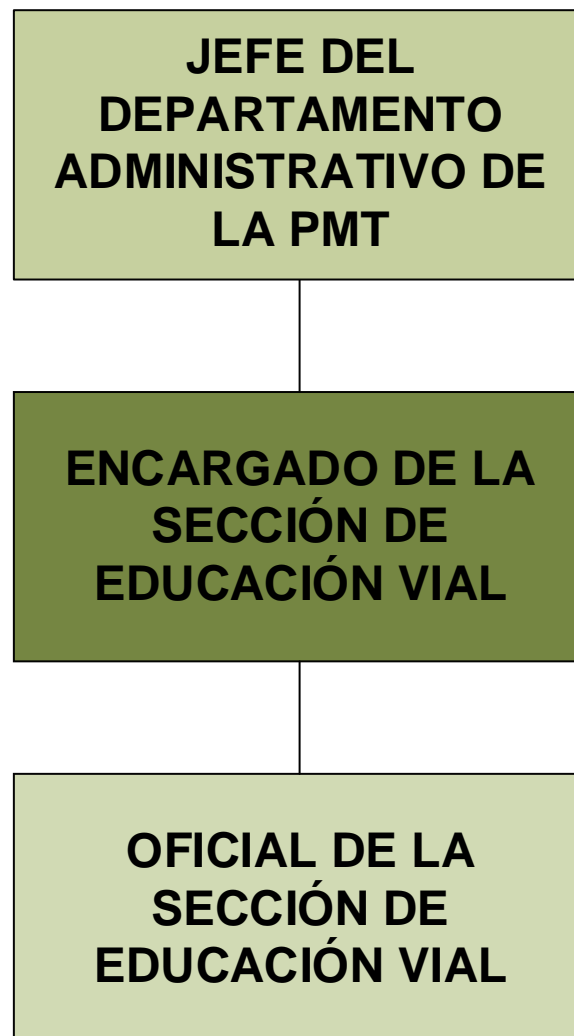 JEFE DEL
DEPARTAMENTO
ADMINISTRATIVO DE
LA PMT
ENCARGADO DE LA
SECCIÓN DE
EDUCACIÓN VIAL
OFICIAL DE LA
SECCIÓN DE
EDUCACIÓN VIAL